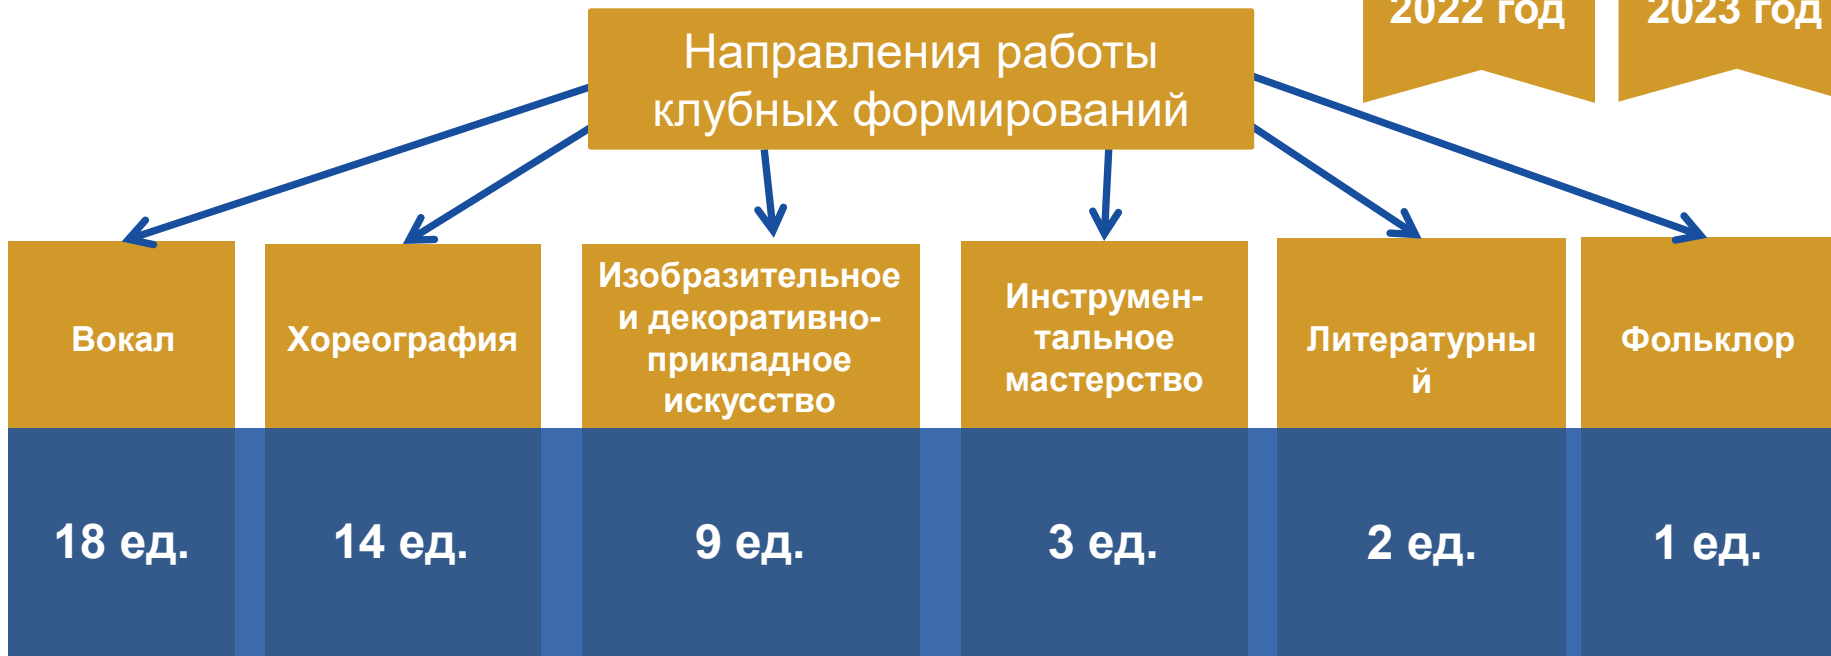 2022 год
2023 год
Направления работы
клубных формирований
Вокал
Хореография
Изобразительное
и декоративно-
прикладное
искусство
Инструмен-
тальное
мастерство
Литературны
й
Фольклор
18 ед.
14 ед.
9 ед.
3 ед.
2 ед.
1 ед.